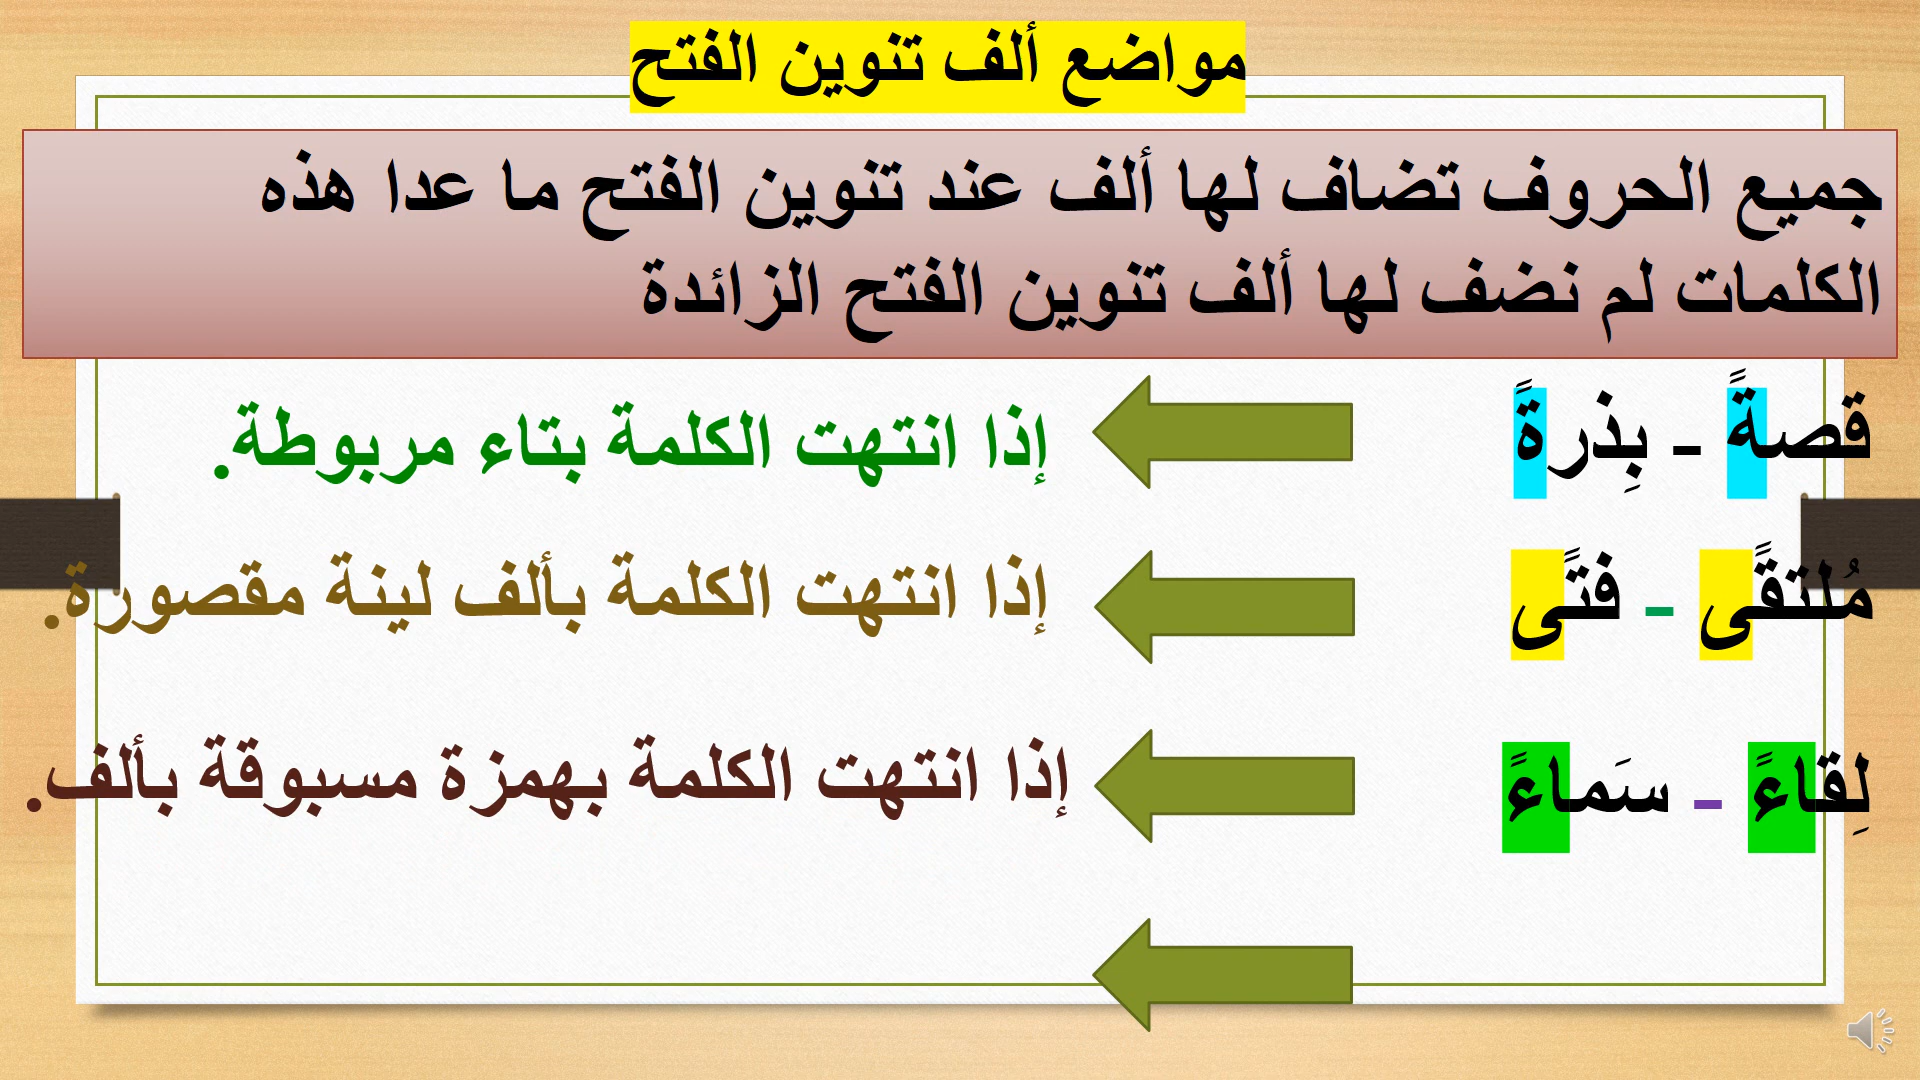 مواضع ألف تنوين الفتح
جميع الحروف تضاف لها ألف عند تنوين الفتح ما عدا هذه
الكلمات لم نضف لها ألف تنوين الفتح الزائدة
قصةً - بِذرةً
إذا انتهت الكلمة بتاء مربوطة.
مُلتقًى - فتًى
إذا انتهت الكلمة بألف لينة مقصورة.
لِقاءً - سَماءً
إذا انتهت الكلمة بهمزة مسبوقة بألف.